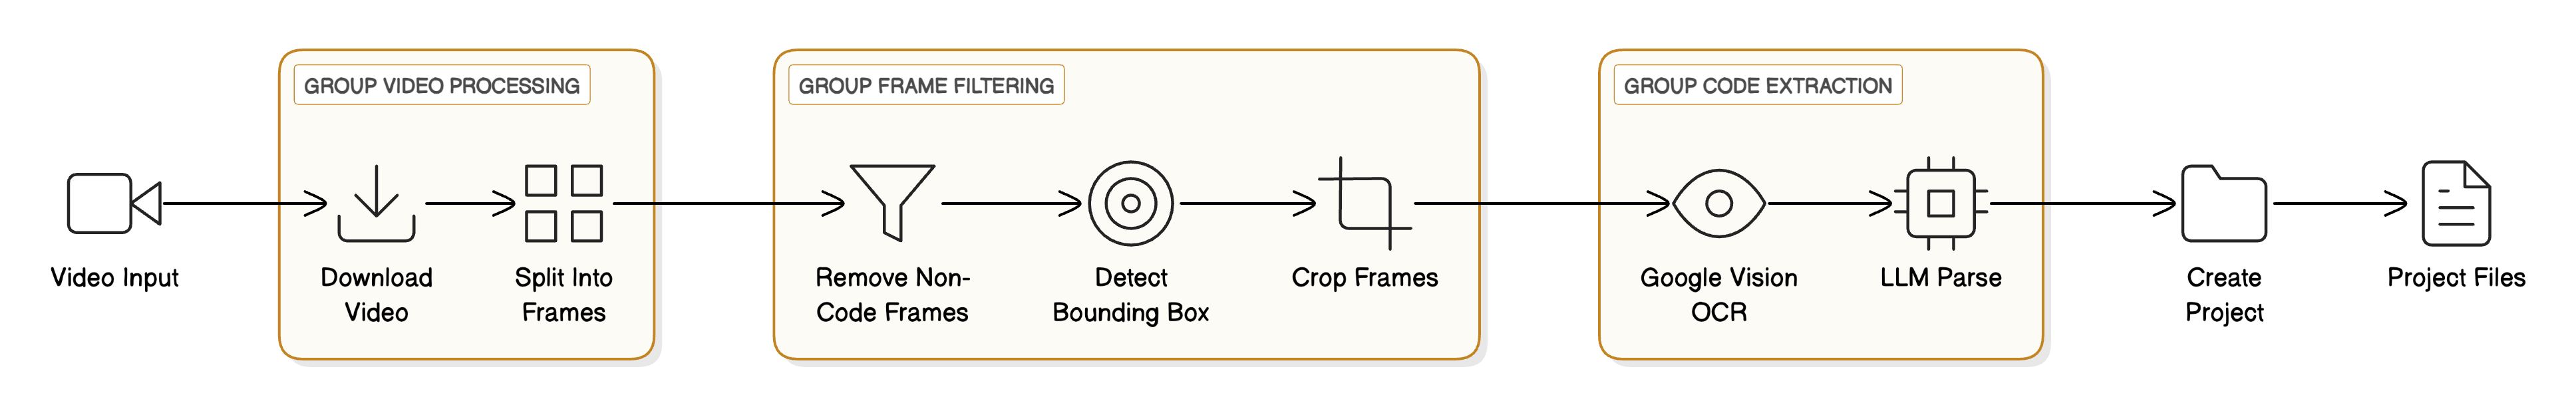 GROUP VIDEO PROCESSING
GROUP FRAME FILTERING
GROUP CODE EXTRACTION
Video Input
Download
Video
Split Into
Frames
Remove Non-
Code Frames
Detect
Bounding Box
Crop Frames
Google Vision
OCR
LLM Parse
Create
Project
Project Files